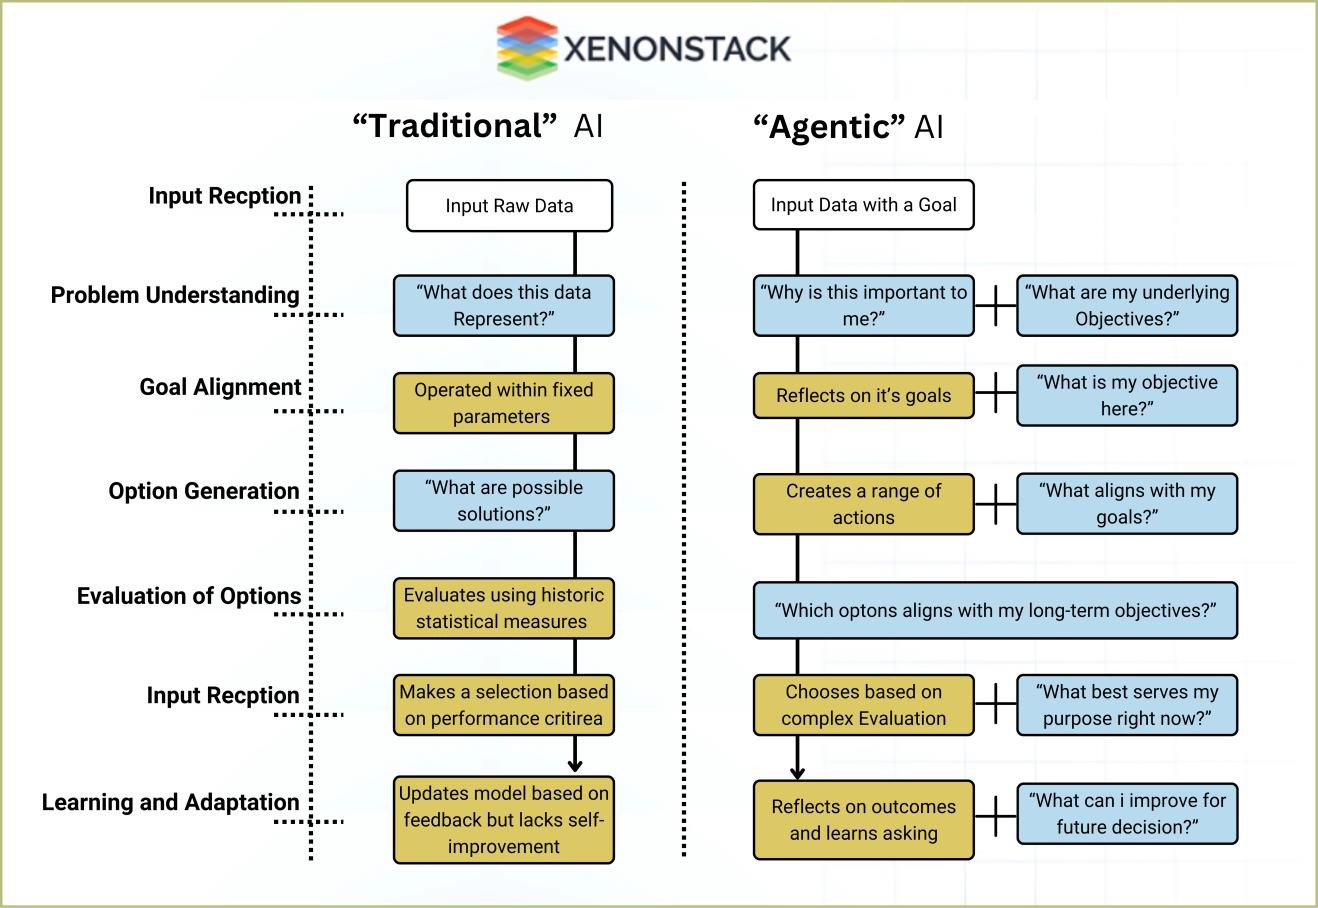 XENONSTACK
“Traditional” AI
“Agentic” AI
Input Recption
Input Raw Data
Input Data with a Goal
Problem Understanding
“What does this data
Represent?”
“Why is this important to
me?”
“What are my underlying
Objectives?”
Goal Alignment
Operated within fixed
parameters
Reflects on it’s goals
“What is my objective
here?”
Option Generation
“What are possible
solutions?”
Creates a range of
actions
“What aligns with my
goals?”
Evaluation of Options
Evaluates using historic
statistical measures
“Which optons aligns with my long-term objectives?”
Input Recption
Makes a selection based
on performance critirea
Chooses based on
complex Evaluation
“What best serves my
purpose right now?”
Learning and Adaptation
Updates model based on
feedback but lacks self-
improvement
Reflects on outcomes
and learns asking
“What can i improve for
future decision?”